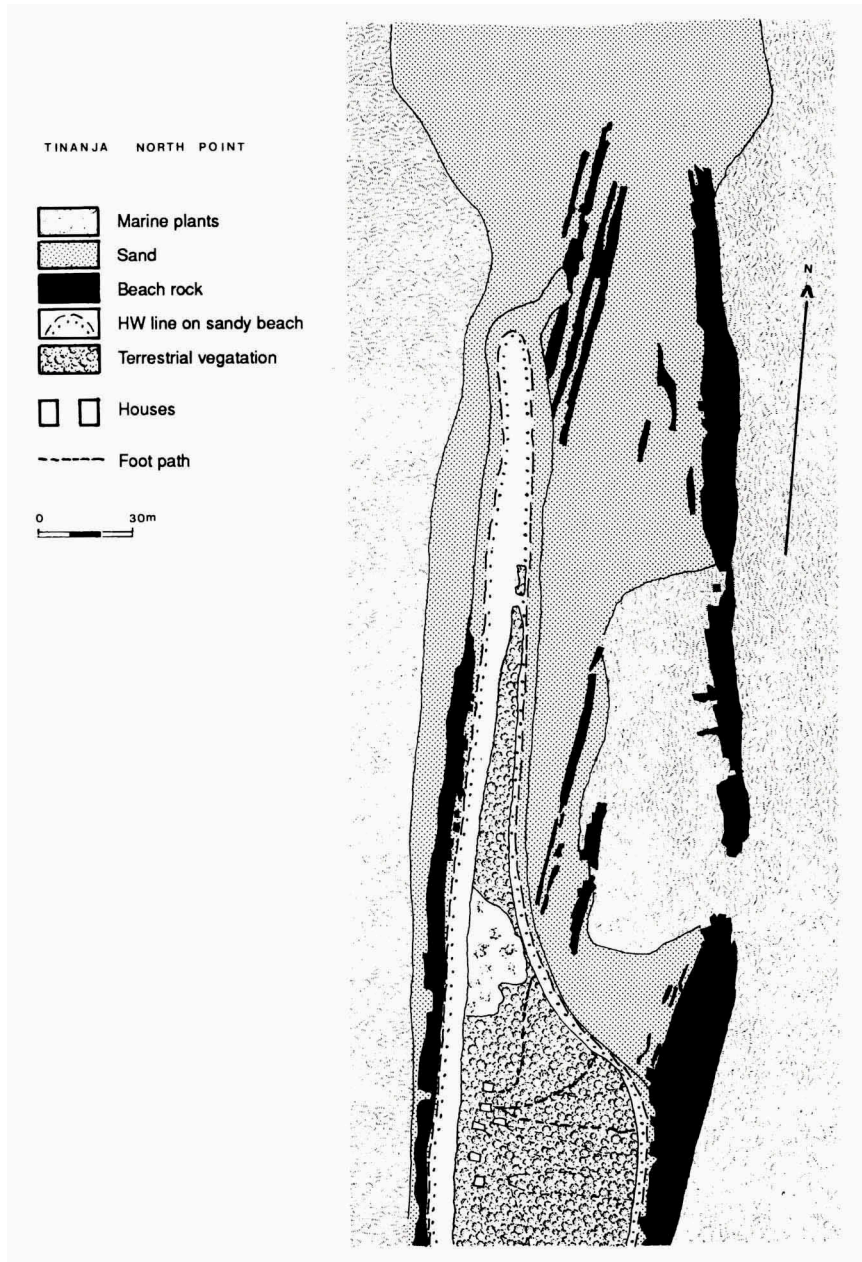 TINANJA NORTH POINT
Marine plants
Sand
Beach rock
HW line on sandy beach
Terrestrial vegatation
Houses
Foot path
0 30m
N